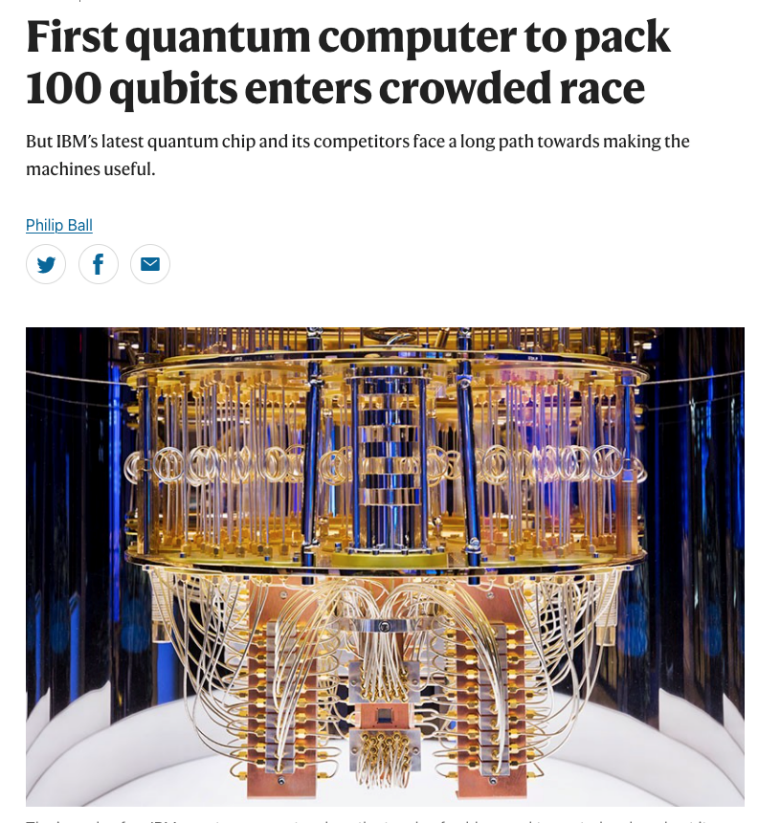 First quantum computer to pack
100 qubits enters crowded race
But IBM’s latest quantum chip and its competitors face a long path towards making the
machines useful.
Philip Ball